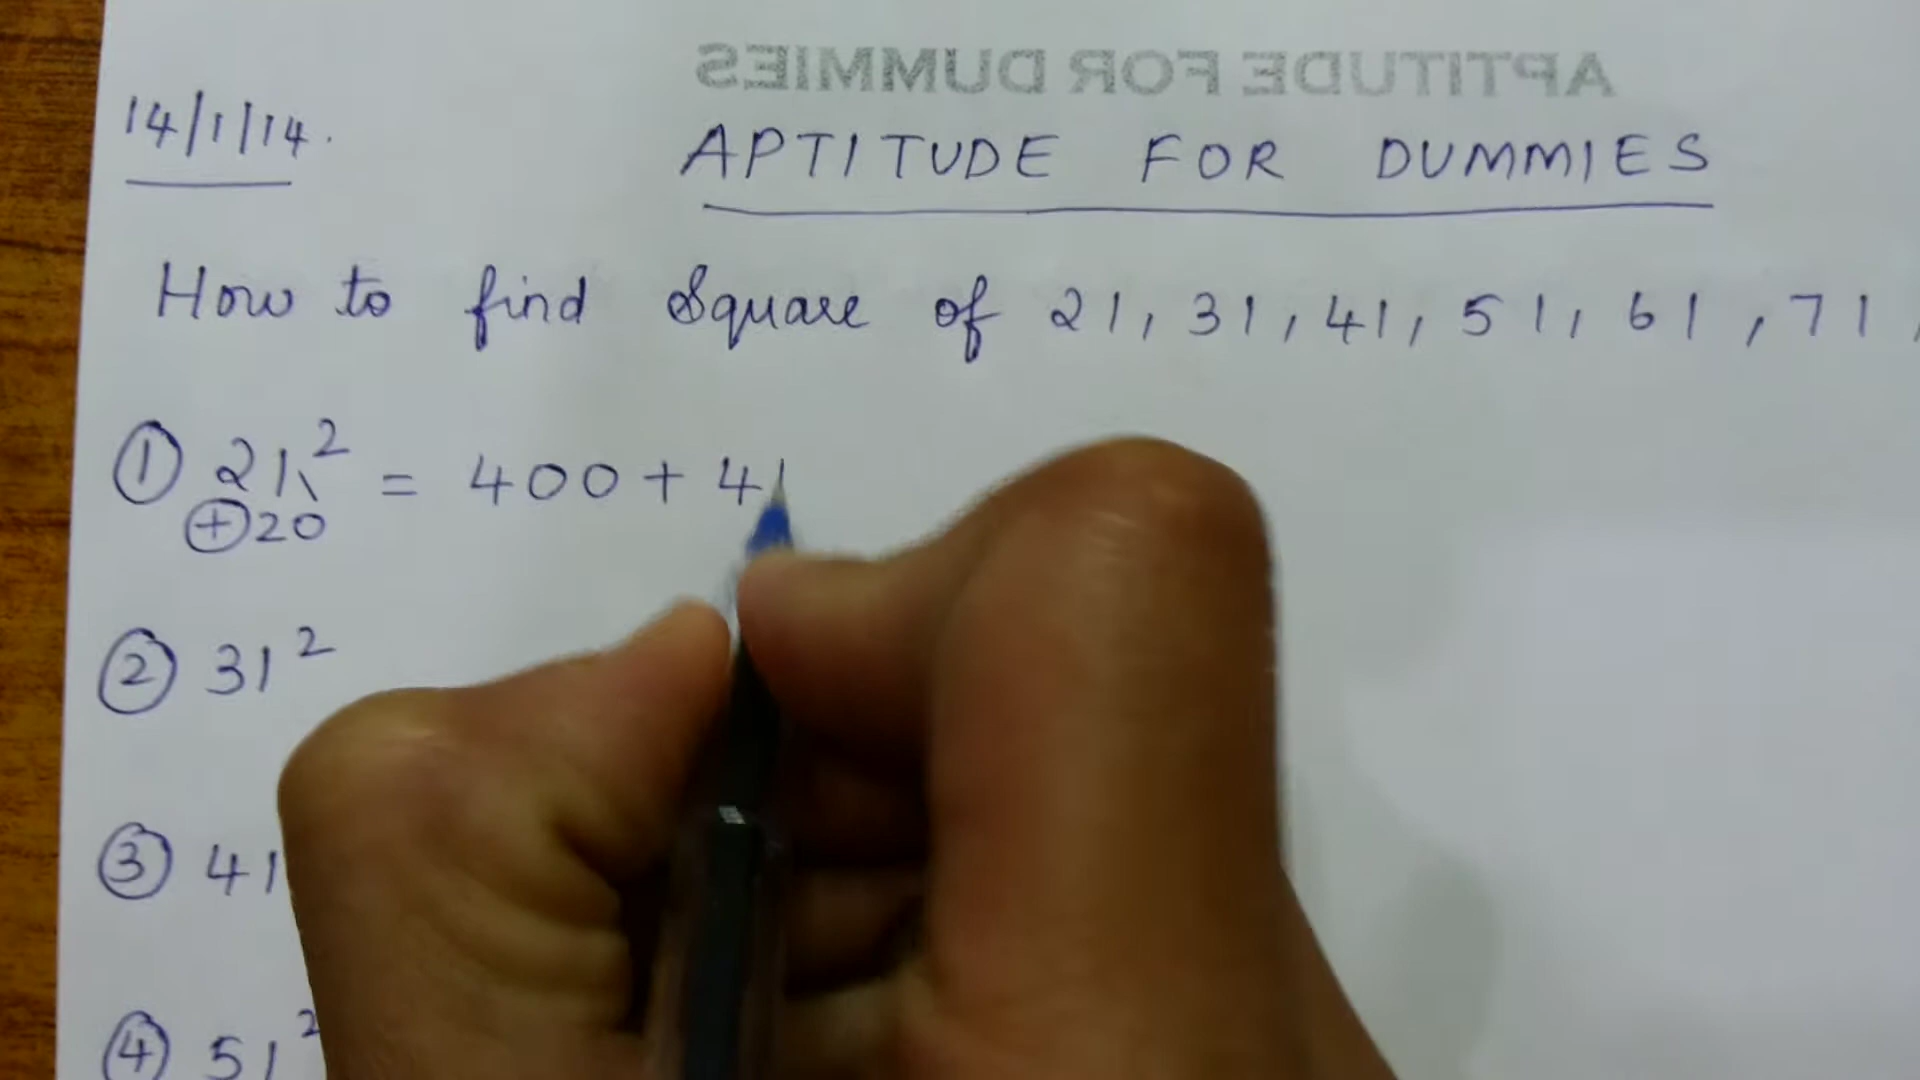 APTITUDE FOR DUMMIES
14/1/14.
APTITUDE FOR DUMMIES
How to find Square of 21, 31, 41, 51, 61, 71,
① 21² = 400 + 41
⊕20
② 31²
③ 41
④ 51²